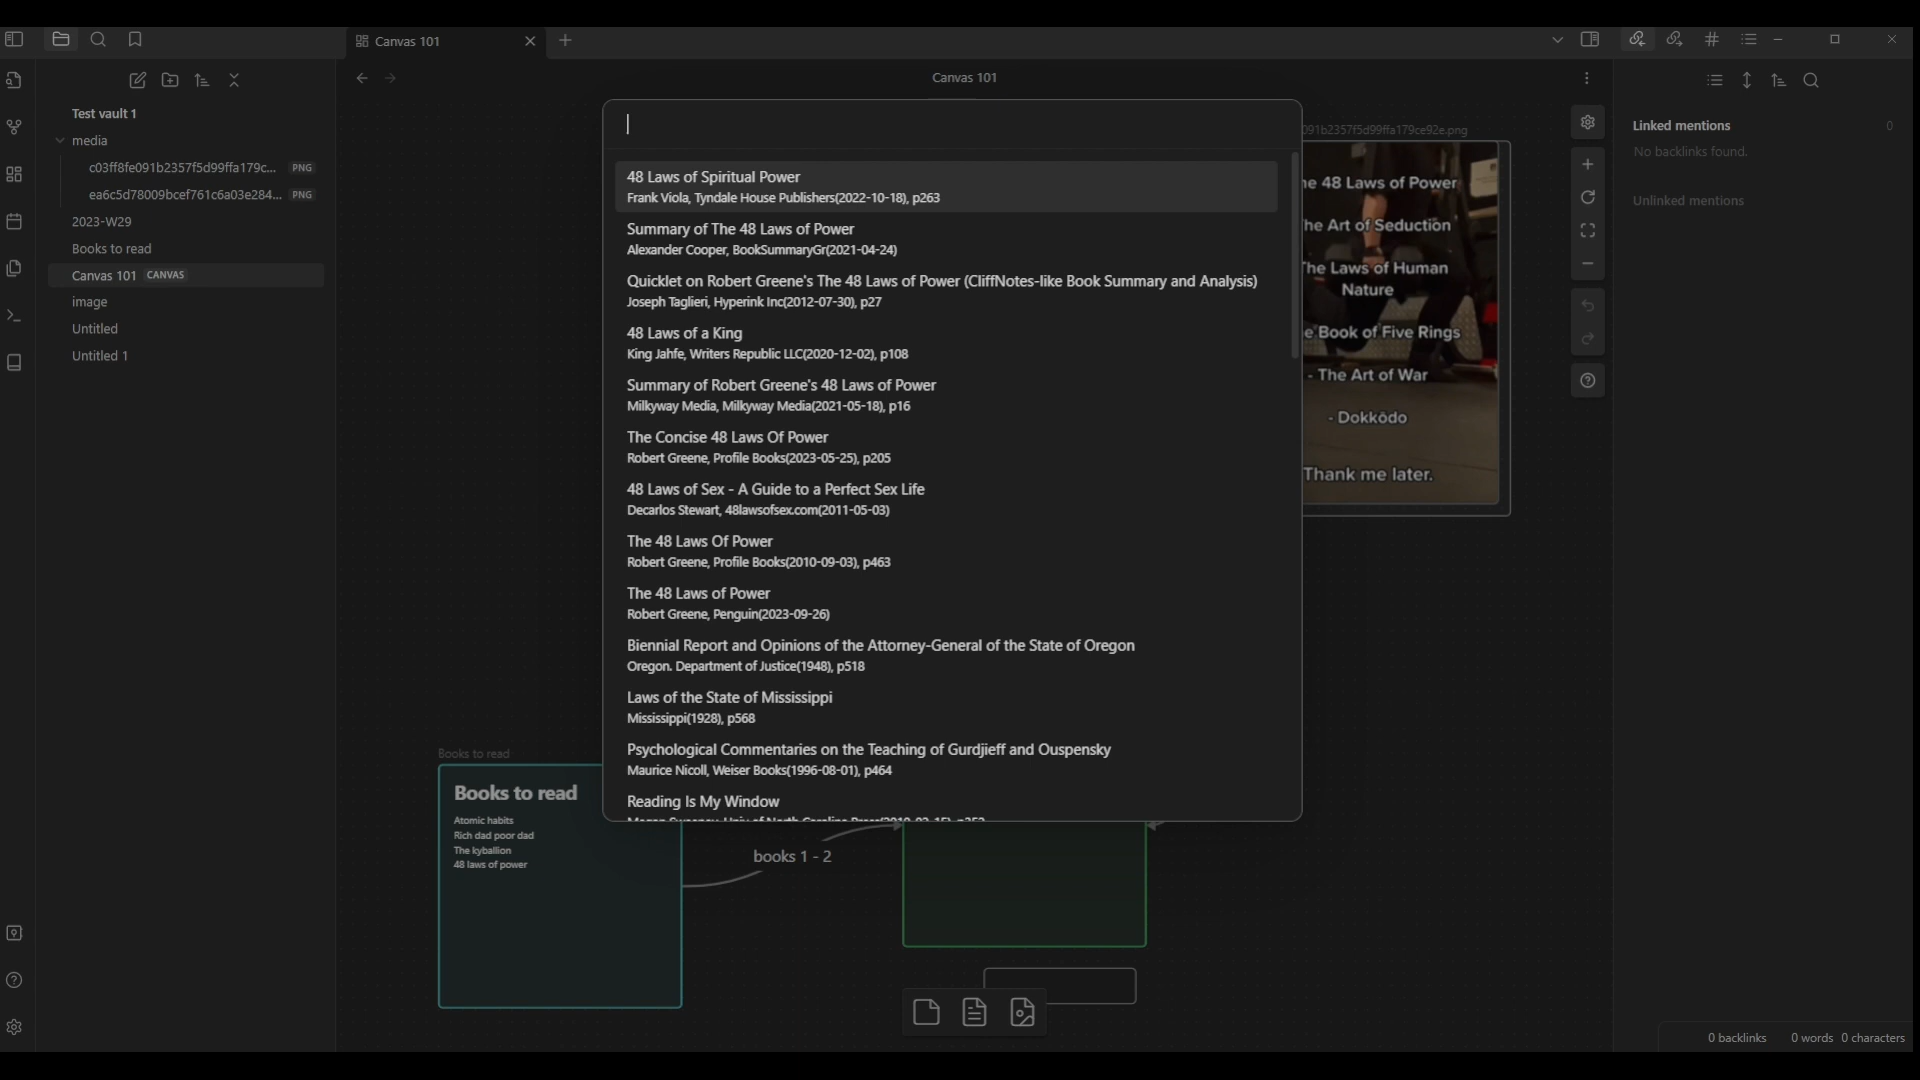 Canvas 101
Canvas 101
Test vault 1
media
c03ff8fe091b2357f5d99ffa179c... PNG
ea6c5d78009bcef761c6a03e284... PNG
2023-W29
Books to read
Canvas 101 CANVAS
image
Untitled
Untitled 1
48 Laws of Spiritual Power
Frank Viola, Tyndale House Publishers(2022-10-18), p263
Summary of The 48 Laws of Power
Alexander Cooper, BookSummaryGr(2021-04-24)
Quicklet on Robert Greene's The 48 Laws of Power (CliffNotes-like Book Summary and Analysis)
Joseph Taglieri, Hyperink Inc(2012-07-30), p27
48 Laws of a King
King Jahfe, Writers Republic LLC(2020-12-02), p108
Summary of Robert Greene's 48 Laws of Power
Milkyway Media, Milkyway Media(2021-05-18), p16
The Concise 48 Laws Of Power
Robert Greene, Profile Books(2023-05-25), p205
48 Laws of Sex - A Guide to a Perfect Sex Life
Decarlos Stewart, 48lawsofsex.com(2011-05-03)
The 48 Laws Of Power
Robert Greene, Profile Books(2010-09-03), p463
The 48 Laws of Power
Robert Greene, Penguin(2023-09-26)
Biennial Report and Opinions of the Attorney-General of the State of Oregon
Oregon. Department of Justice(1948), p518
Laws of the State of Mississippi
Mississippi(1928), p568
Psychological Commentaries on the Teaching of Gurdjieff and Ouspensky
Maurice Nicoll, Weiser Books(1996-08-01), p464
Reading Is My Window
091b2357f5d99ffa179ce92e.png
he 48 Laws of Power
he Art of Seduction
The Laws of Human
Nature
e Book of Five Rings
- The Art of War
- Dokkōdo
Thank me later.
Linked mentions 0
No backlinks found.
Unlinked mentions
Books to read
Books to read
Atomic habits
Rich dad poor dad
The kyballion
48 laws of power
books 1 - 2
0 backlinks 0 words 0 characters